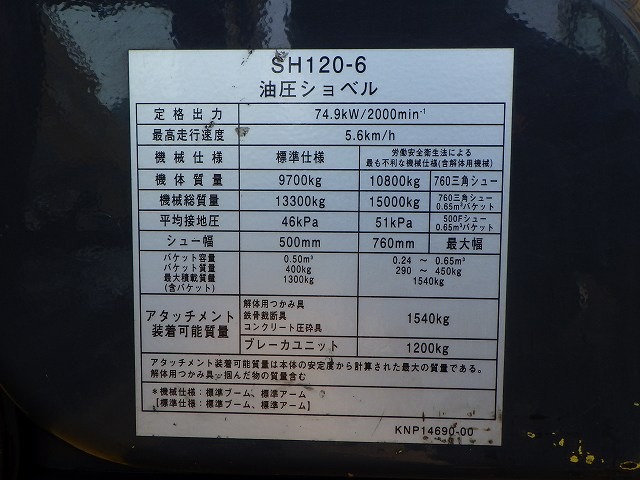 SH120-6
油圧ショベル
定格出力 74.9kW/2000min⁻¹
最高走行速度 5.6km/h
機械仕様 標準仕様 労働安全衛生法による
最も不利な機械仕様(含解体用機械)
機体質量 9700kg 10800kg 760三角シュー
機械総質量 13300kg 15000kg 760三角シュー
0.65m³バケット
平均接地圧 46kPa 51kPa 500Fシュー
0.65m³バケット
シュー幅 500mm 760mm 最大幅
バケット容量 0.50m³ 0.24 ~ 0.65m³
バケット質量 400kg 290 ~ 450kg
最大積載質量 1300kg 1540kg
(含バケット)
アタッチメント
装着可能質量
解体用つかみ具
鉄骨裁断具
コンクリート圧砕具
1540kg
ブレーカユニット 1200kg
アタッチメント装着可能質量は本体の安定度から計算された最大の質量である。
解体用つかみ具…掴んだ物の質量含む
*機械仕様:標準ブーム、標準アーム
【標準仕様:標準ブーム、標準アーム】
KNP14690-00